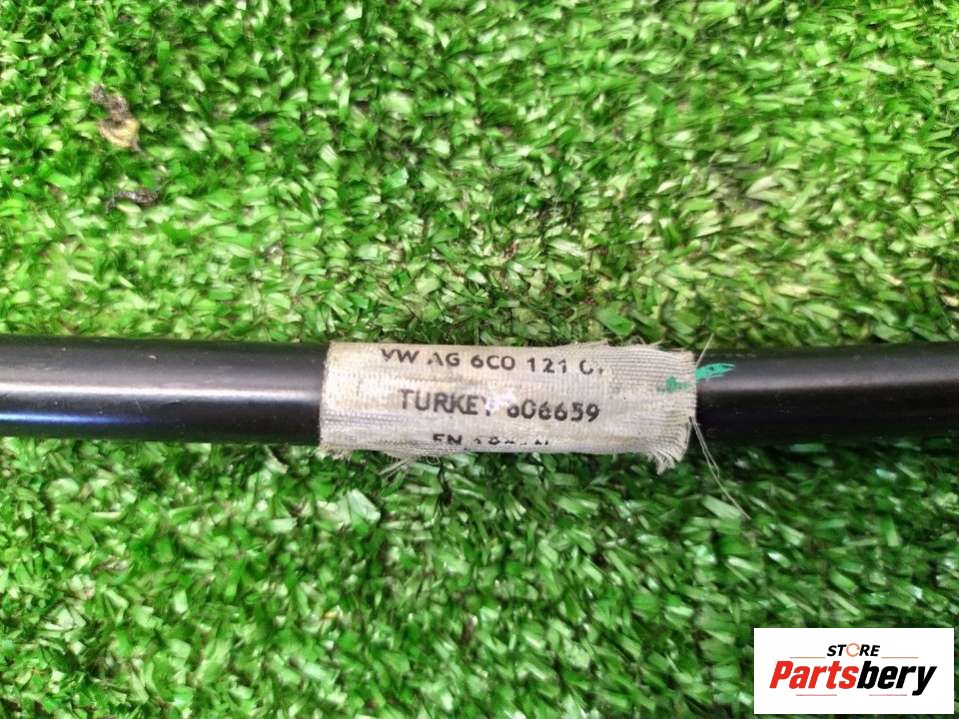 VW AG 6C0 121
TURKEY 606659
STORE
Partsbery